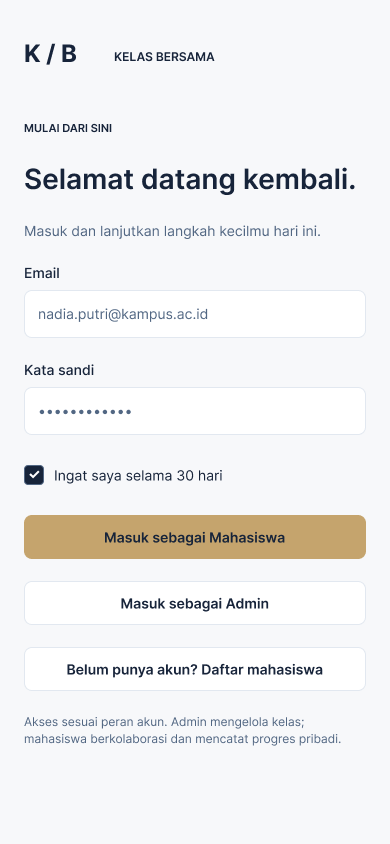 K / B
KELAS BERSAMA
MULAI DARI SINI
Selamat datang kembali.
Masuk dan lanjutkan langkah kecilmu hari ini.
Email
nadia.putri@kampus.ac.id
Kata sandi
••••••••••••
Ingat saya selama 30 hari
Masuk sebagai Mahasiswa
Masuk sebagai Admin
Belum punya akun? Daftar mahasiswa
Akses sesuai peran akun. Admin mengelola kelas;
mahasiswa berkolaborasi dan mencatat progres pribadi.